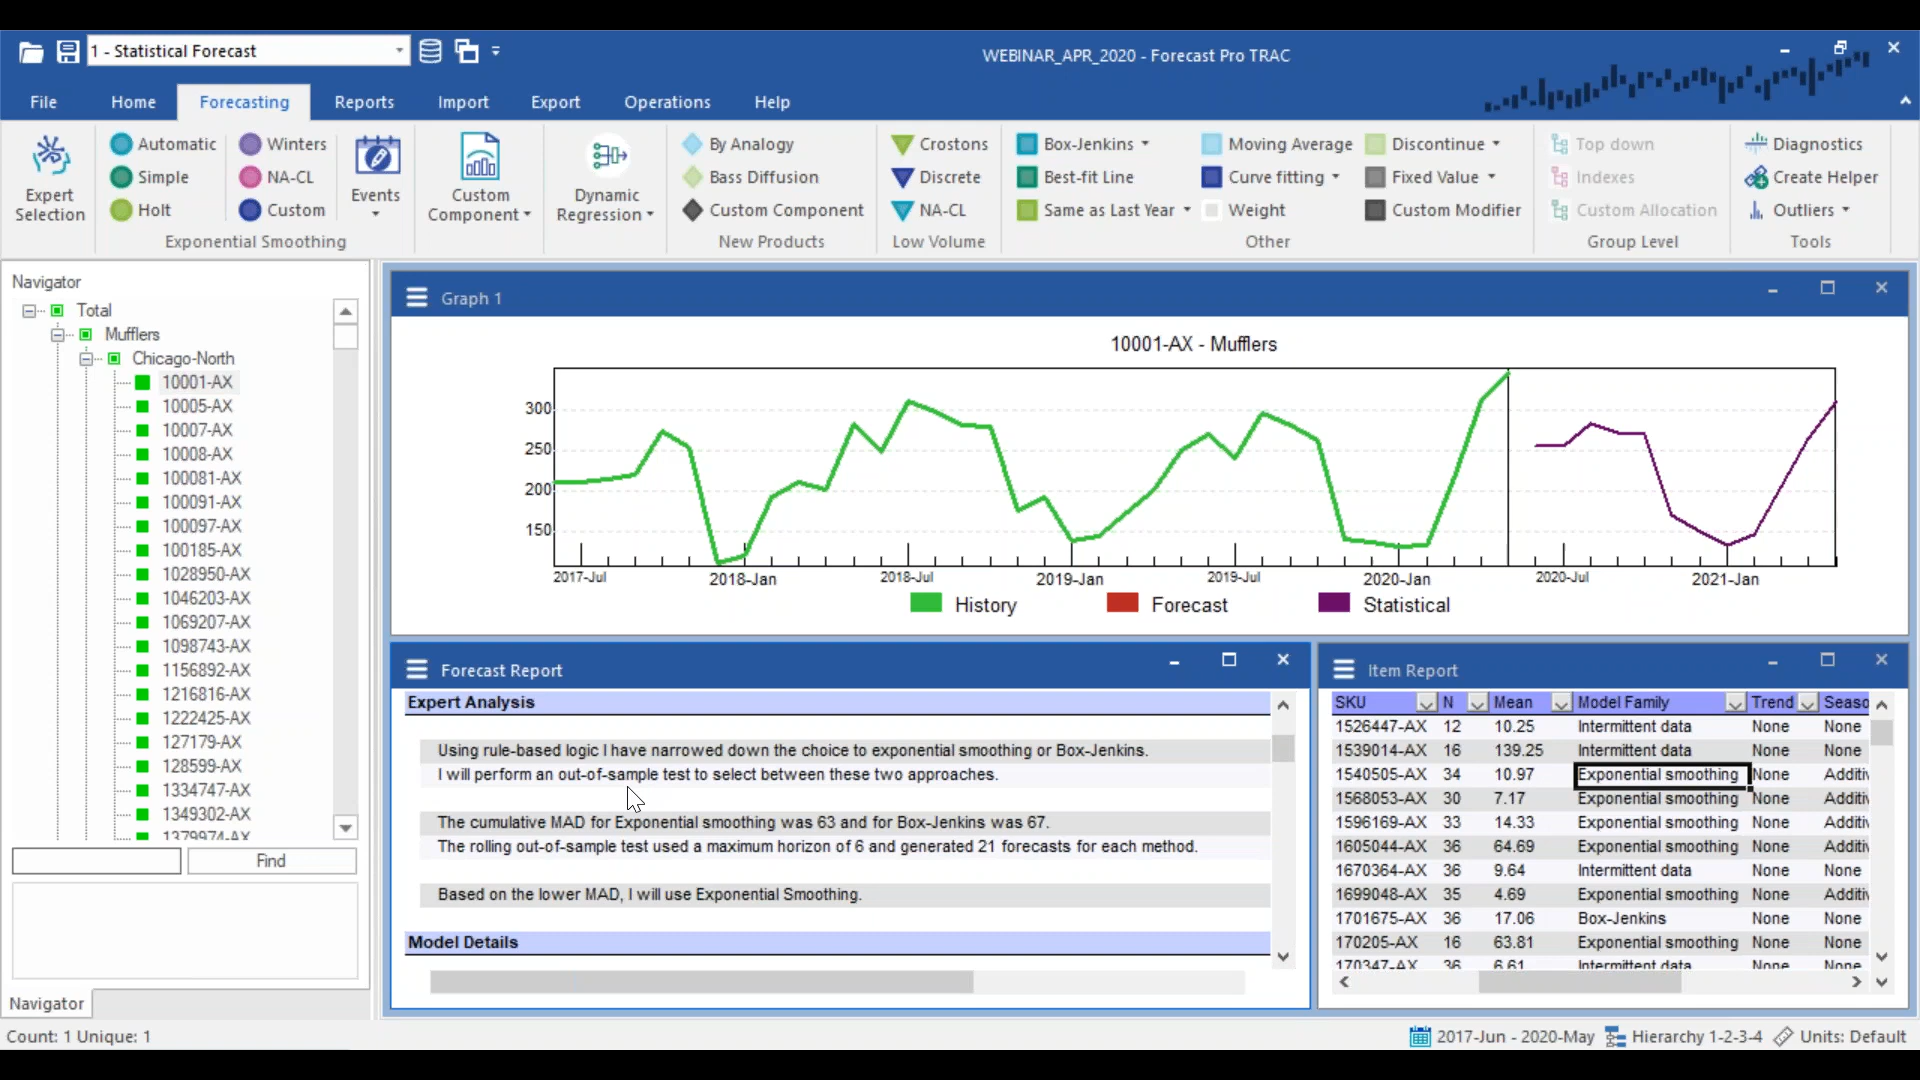 1 - Statistical Forecast
WEBINAR_APR_2020 - Forecast Pro TRAC
File Home Forecasting Reports Import Export Operations Help
Expert Selection
Automatic
Simple
Holt
Winters
NA-CL
Custom
Exponential Smoothing
Events
Custom Component
Dynamic Regression
By Analogy
Bass Diffusion
Custom Component
New Products
Crostons
Discrete
NA-CL
Low Volume
Box-Jenkins
Best-fit Line
Same as Last Year
Moving Average
Curve fitting
Weight
Discontinue
Fixed Value
Custom Modifier
Other
Top down
Indexes
Custom Allocation
Group Level
Diagnostics
Create Helper
Outliers
Tools
Navigator
Total
Mufflers
Chicago-North
10001-AX
10005-AX
10007-AX
10008-AX
100081-AX
100091-AX
100097-AX
100185-AX
1028950-AX
1046203-AX
1069207-AX
1098743-AX
1156892-AX
1216816-AX
1222425-AX
127179-AX
128599-AX
1334747-AX
1349302-AX
1379974-AX
Find
Navigator
Graph 1
10001-AX - Mufflers
300
250
200
150
2017-Jul 2018-Jan 2018-Jul 2019-Jan 2019-Jul 2020-Jan 2020-Jul 2021-Jan
History Forecast Statistical
Forecast Report
Expert Analysis
Using rule-based logic I have narrowed down the choice to exponential smoothing or Box-Jenkins.
I will perform an out-of-sample test to select between these two approaches.
The cumulative MAD for Exponential smoothing was 63 and for Box-Jenkins was 67.
The rolling out-of-sample test used a maximum horizon of 6 and generated 21 forecasts for each method.
Based on the lower MAD, I will use Exponential Smoothing.
Model Details
Item Report
SKU N Mean Model Family Trend Seaso
1526447-AX 12 10.25 Intermittent data None None
1539014-AX 16 139.25 Intermittent data None None
1540505-AX 34 10.97 Exponential smoothing None Additiv
1568053-AX 30 7.17 Exponential smoothing None Additiv
1596169-AX 33 14.33 Exponential smoothing None Additiv
1605044-AX 36 64.69 Exponential smoothing None Additiv
1670364-AX 36 9.64 Intermittent data None None
1699048-AX 35 4.69 Exponential smoothing None Additiv
1701675-AX 36 17.06 Box-Jenkins None None
170205-AX 16 63.81 Exponential smoothing None None
170347-AX 36 6.61 Intermittent data None None
Count: 1 Unique: 1
2017-Jun - 2020-May Hierarchy 1-2-3-4 Units: Default